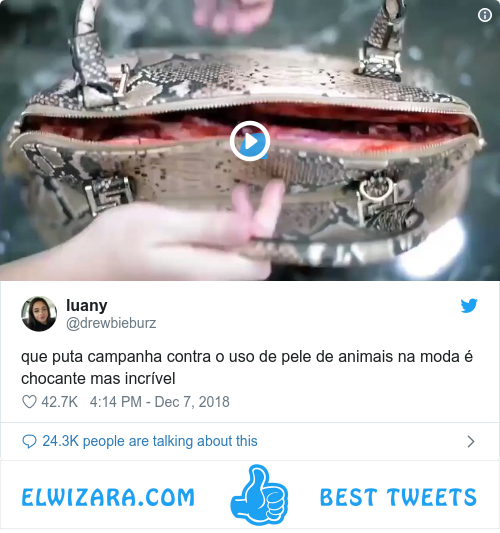 luany
@drewbieburz
que puta campanha contra o uso de pele de animais na moda é
chocante mas incrível
42.7K 4:14 PM - Dec 7, 2018
24.3K people are talking about this
ELWIZARA.COM BEST TWEETS